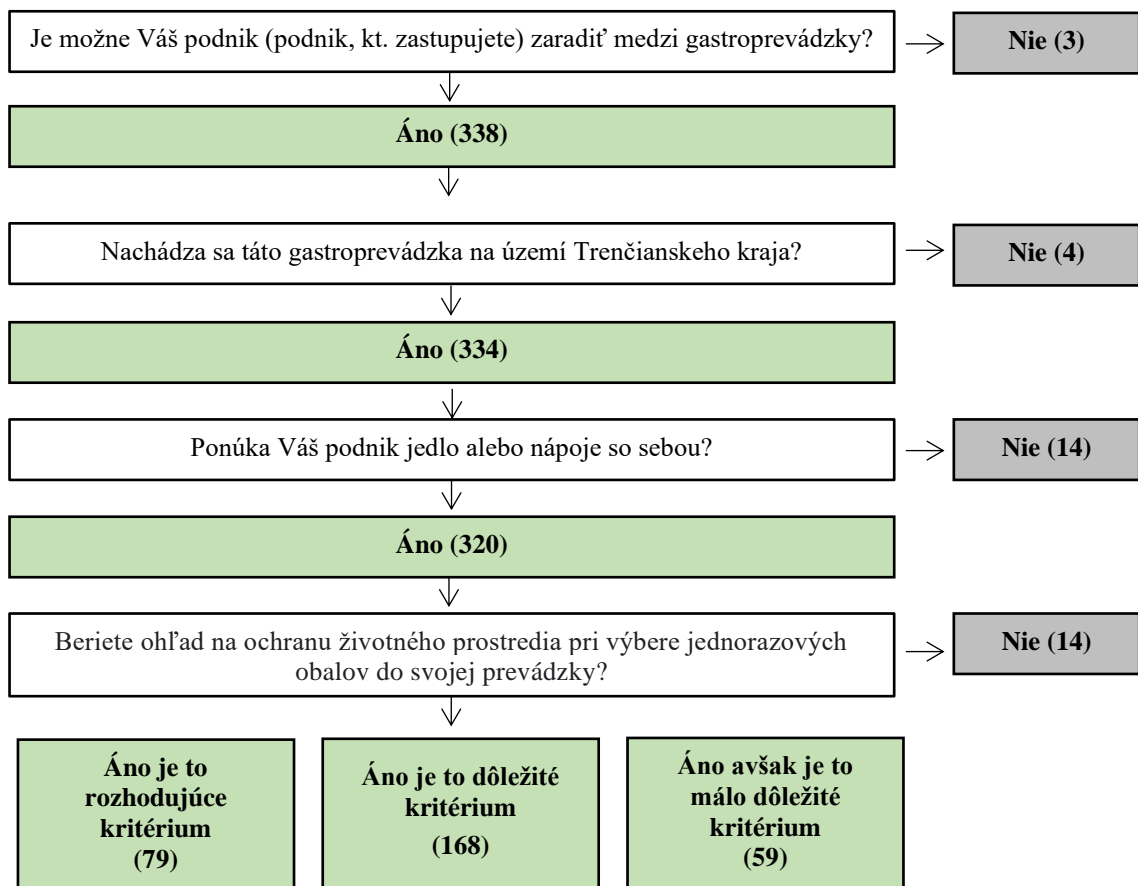 Je možne Váš podnik (podnik, kt. zastupujete) zaradiť medzi gastroprevádzky?
Nie (3)
Áno (338)
Nachádza sa táto gastroprevádzka na území Trenčianskeho kraja?
Nie (4)
Áno (334)
Ponúka Váš podnik jedlo alebo nápoje so sebou?
Nie (14)
Áno (320)
Beriete ohľad na ochranu životného prostredia pri výbere jednorazových
obalov do svojej prevádzky?
Nie (14)
Áno je to
rozhodujúce
kritérium
(79)
Áno je to dôležité
kritérium
(168)
Áno avšak je to
málo dôležité
kritérium
(59)